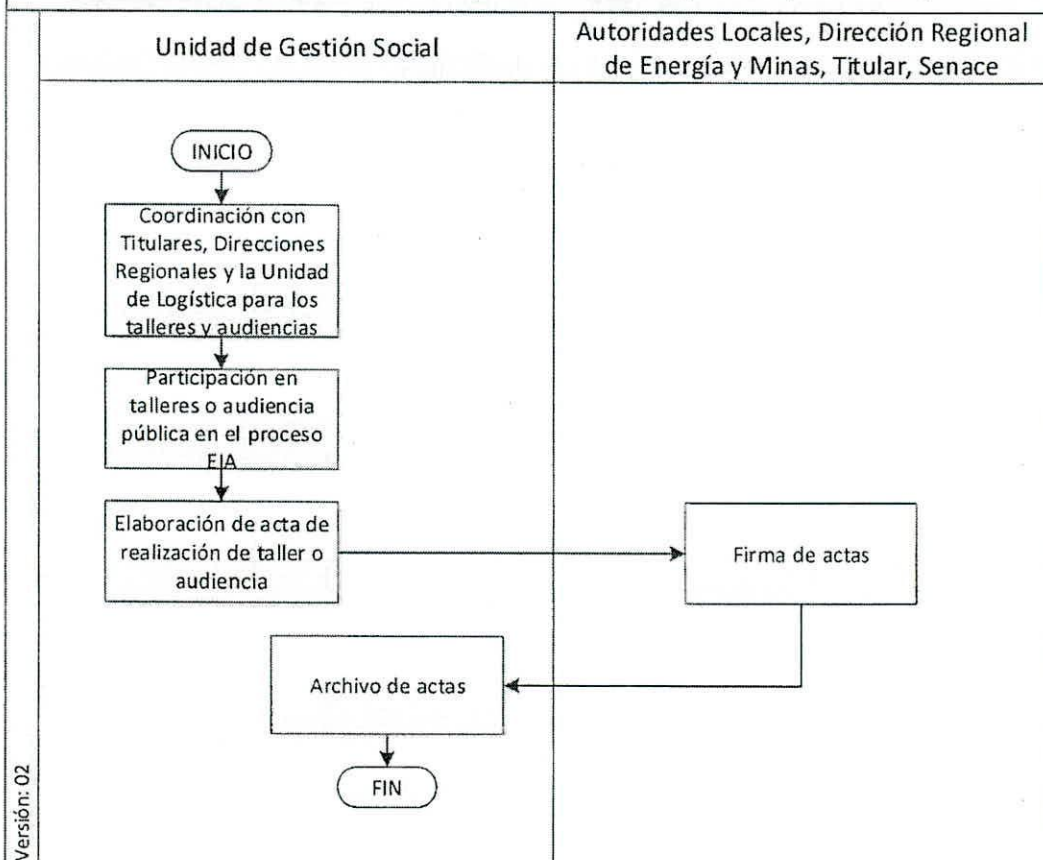 Unidad de Gestión Social
Autoridades Locales, Dirección Regional
de Energía y Minas, Titular, Senace
INICIO
Coordinación con
Titulares, Direcciones
Regionales y la Unidad
de Logística para los
talleres y audiencias
Participación en
talleres o audiencia
pública en el proceso
EIA
Elaboración de acta de
realización de taller o
audiencia
Firma de actas
Archivo de actas
FIN
Versión: 02